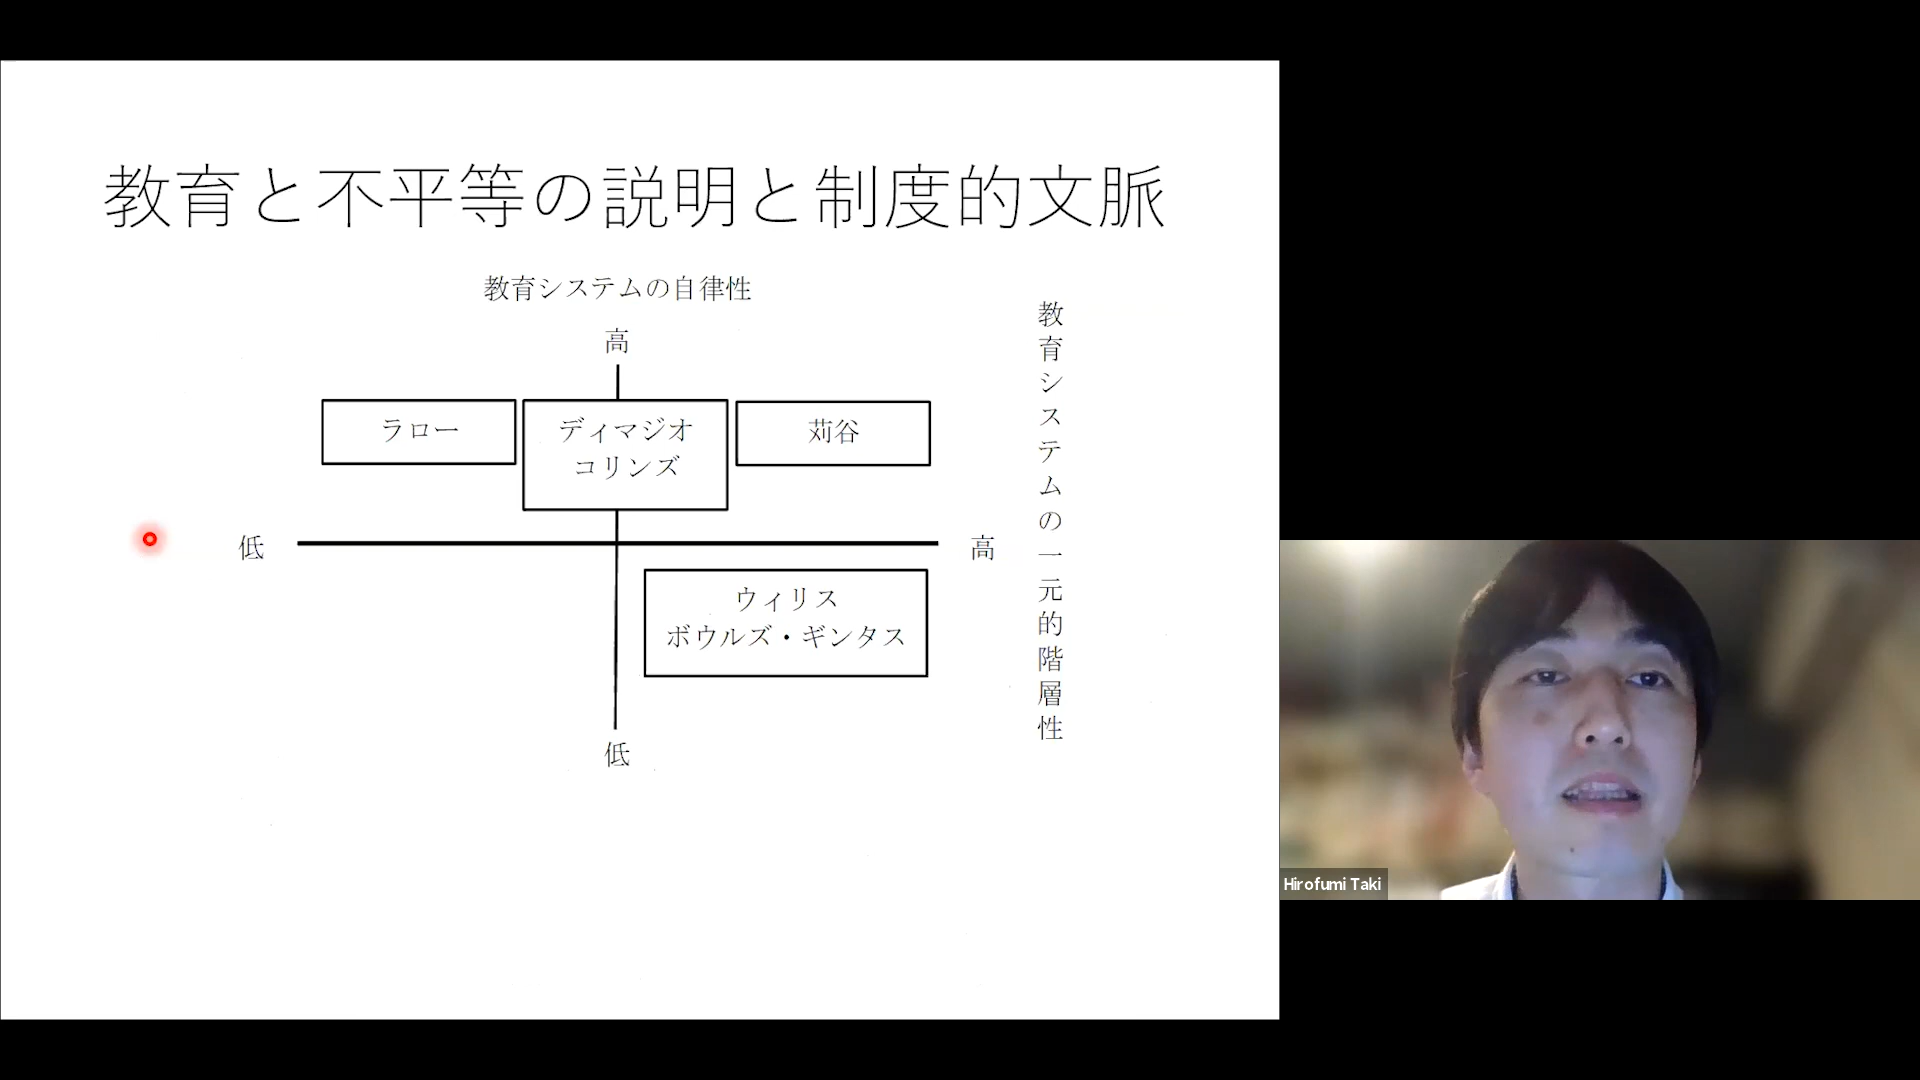 教育と不平等の説明と制度的文脈
教育システムの自律性
高
ラロー
ディマジオ
コリンズ
苅谷
低
高
ウィリス
ボウルズ・ギンタス
低
教育システムの一元的階層性
Hirofumi Taki